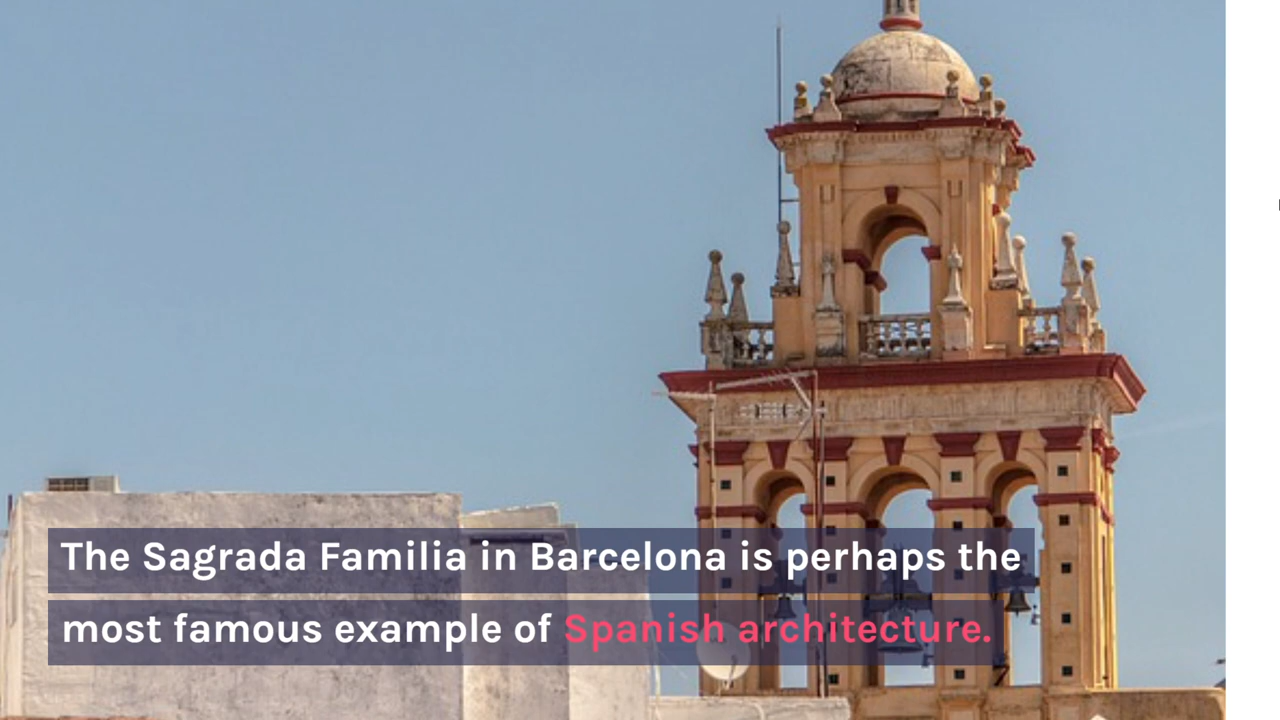 The Sagrada Familia in Barcelona is perhaps the
most famous example of Spanish architecture.